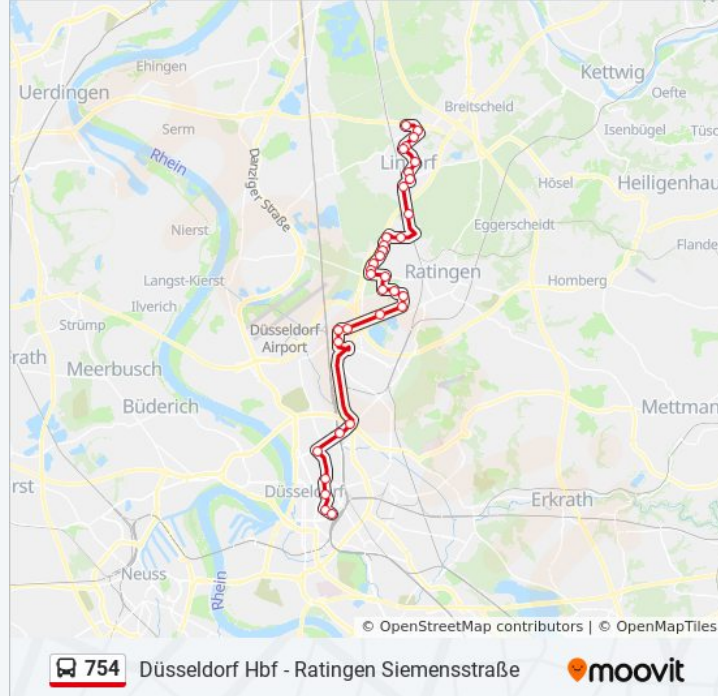 Ehingen
Kettwig
Uerdingen
Oefte
Breitscheid
Serm
Isenbügel
Rhein
Danziger Straße
Hösel
Heiligenhau
Nierst
Eggerscheidt
Flande
Ratingen
Langst-Kierst
Homberg
Ilverich
Strümp
Düsseldorf
Airport
erath
Meerbusch
Büderich
Mettman
rst
Düsseldorf
Erkrath
Neuss
Rhein
© OpenStreetMap contributors | © OpenMapTiles
754 Düsseldorf Hbf - Ratingen Siemensstraße
moovit